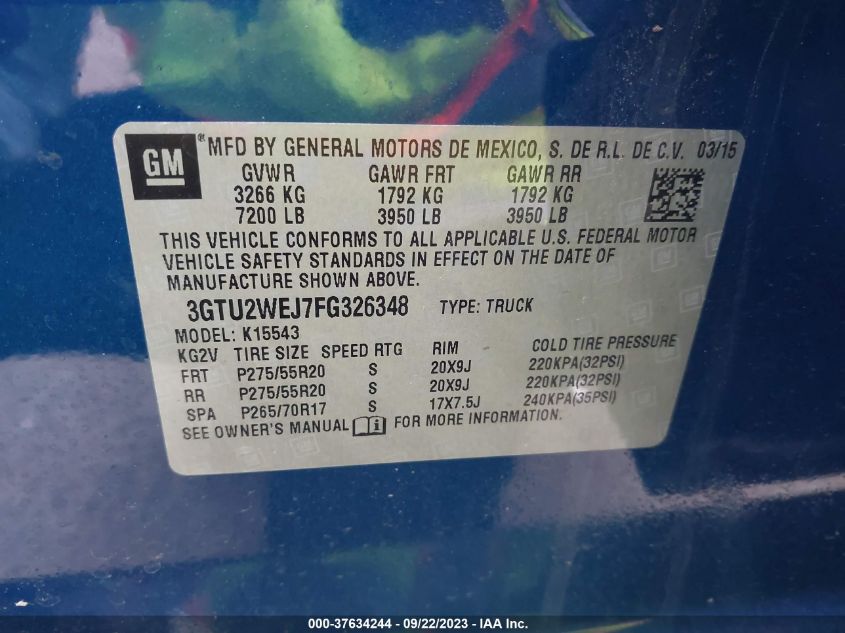 GM ® MFD BY GENERAL MOTORS DE MEXICO, S. DE R.L. DE C.V. 03/15
GVWR GAWR FRT GAWR RR
3266 KG 1792 KG 1792 KG
7200 LB 3950 LB 3950 LB
THIS VEHICLE CONFORMS TO ALL APPLICABLE U.S. FEDERAL MOTOR
VEHICLE SAFETY STANDARDS IN EFFECT ON THE DATE OF
MANUFACTURE SHOWN ABOVE.
3GTU2WEJ7FG326348 TYPE: TRUCK
MODEL: K15543
KG2V TIRE SIZE SPEED RTG RIM COLD TIRE PRESSURE
FRT P275/55R20 S 20X9J 220KPA(32PSI)
RR P275/55R20 S 20X9J 220KPA(32PSI)
SPA P265/70R17 S 17X7.5J 240KPA(35PSI)
SEE OWNER'S MANUAL FOR MORE INFORMATION.
000-37634244 - 09/22/2023 - IAA Inc.